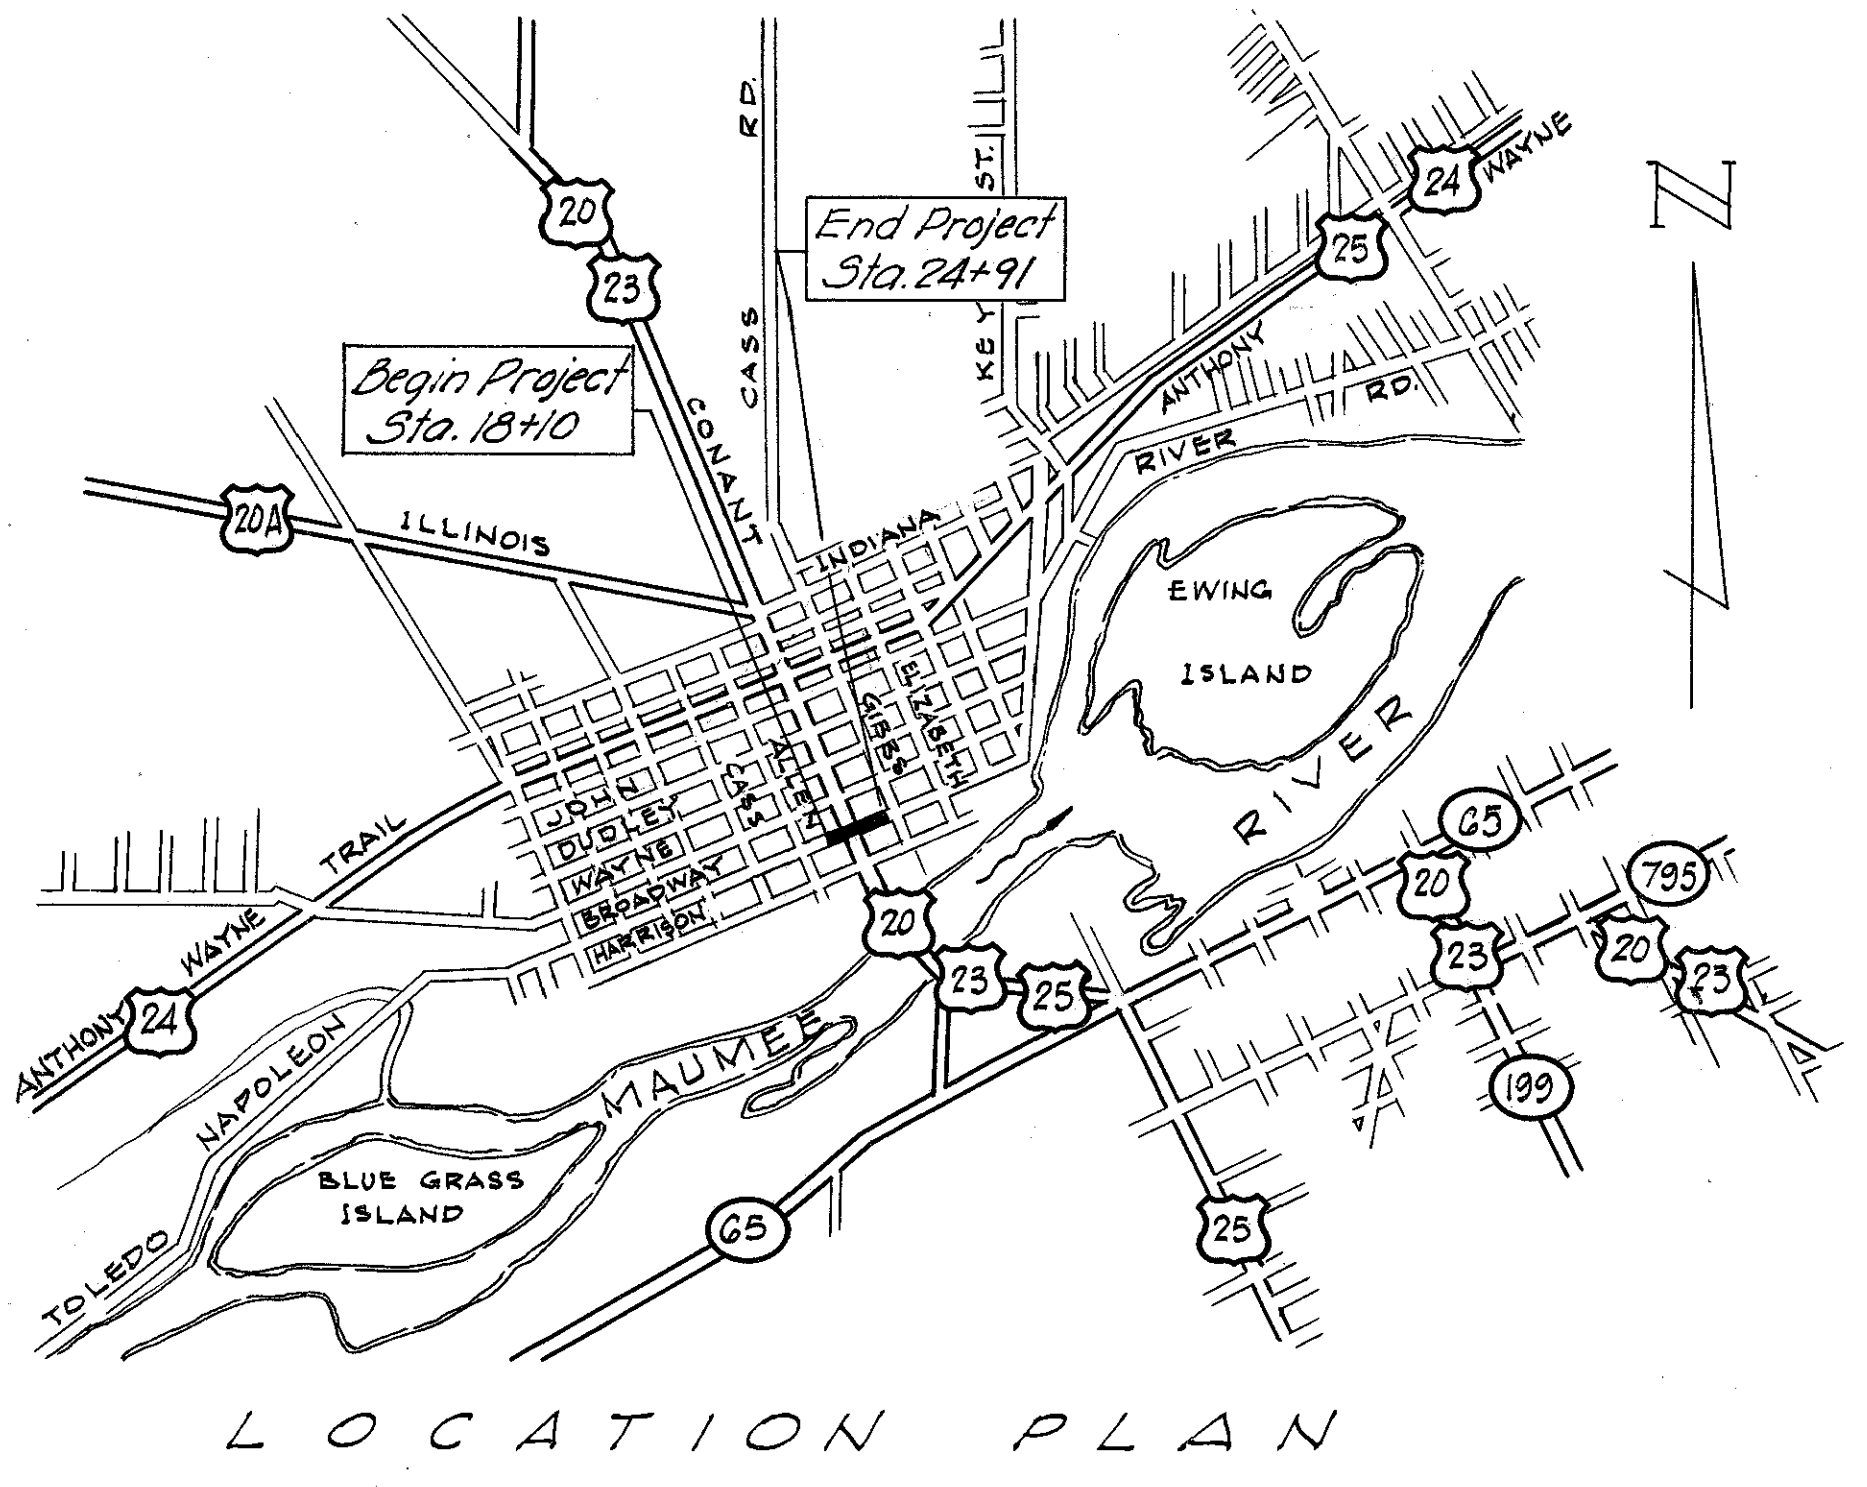 RD.
CASS
ST.
KEY
24
WAYNE
20
End Project
Sta. 24+91
25
N
23
Begin Project
Sta. 18+10
CONANT
ANTHONY
RD.
RIVER
20A
ILLINOIS
INDIANA
EWING
ISLAND
ELIZABETH
GIBBS
ALLEN
CASS
JOHN
DUDLEY
WAYNE
BROADWAY
HARRISON
RIVER
65
795
20
23
20
23
TRAIL
WAYNE
24
ANTHONY
20
23
25
NAPOLEON
MAUMEE
199
BLUE GRASS
ISLAND
TOLEDO
65
25
LOCATION PLAN